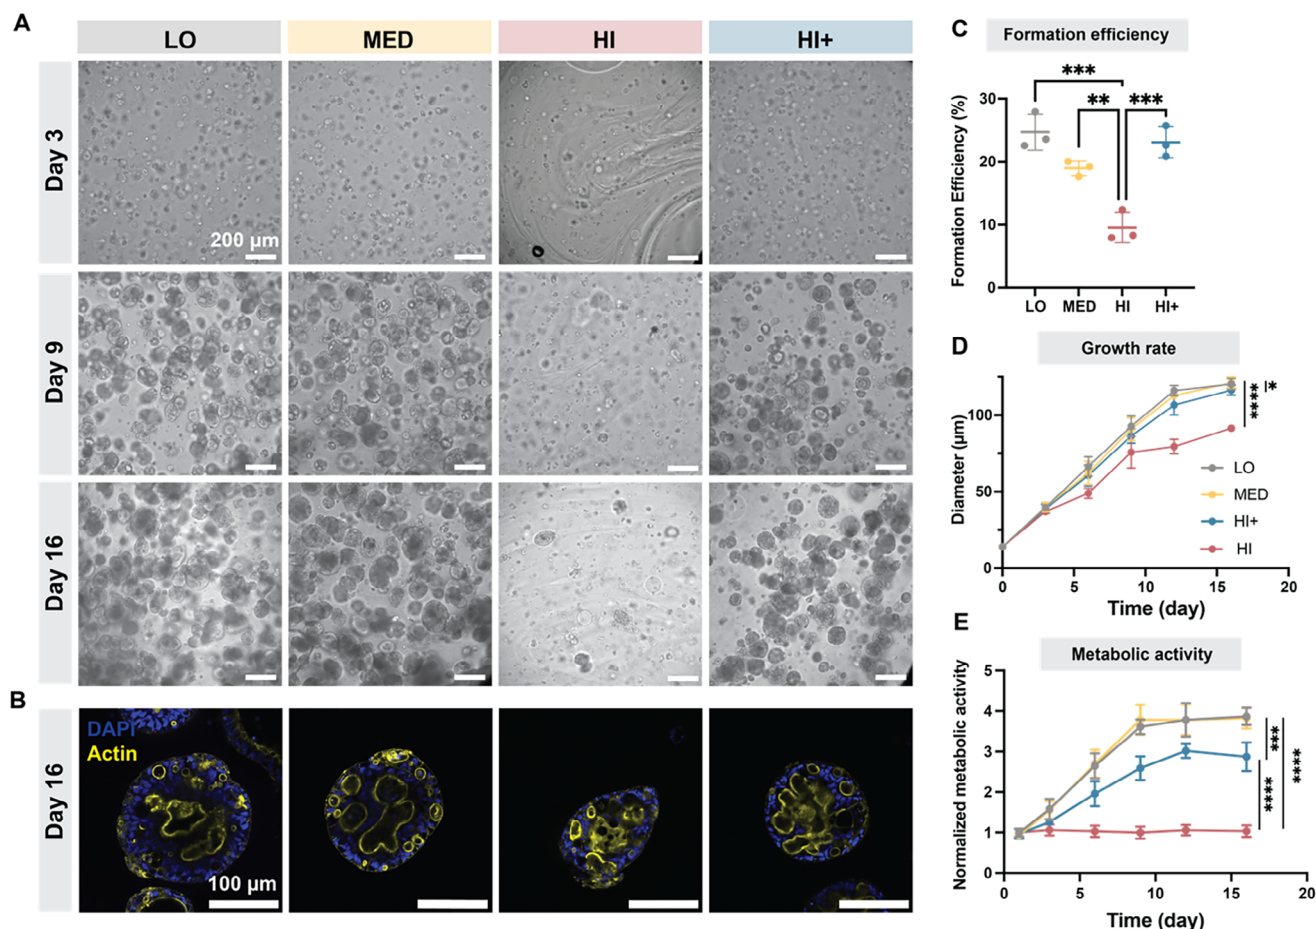 A
LO
MED
HI
HI+
Day 3
200 µm
Day 9
Day 16
B
Day 16
DAPI
Actin
100 µm
C
Formation efficiency
Formation Efficiency (%)
30
20
10
0
***
**
***
LO
MED
HI
HI+
D
Growth rate
Diameter (µm)
100
50
0
****
*
LO
MED
HI+
HI
0
5
10
15
20
Time (day)
E
Metabolic activity
Normalized metabolic activity
5
4
3
2
1
0
***
****
****
0
5
10
15
20
Time (day)